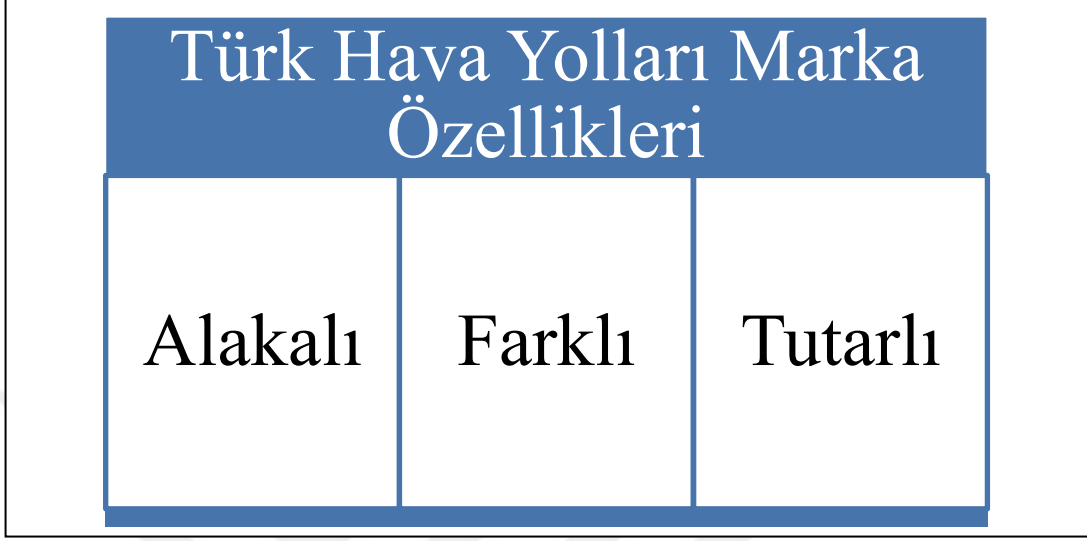 Türk Hava Yolları Marka
Özellikleri
Alakalı
Farklı
Tutarlı